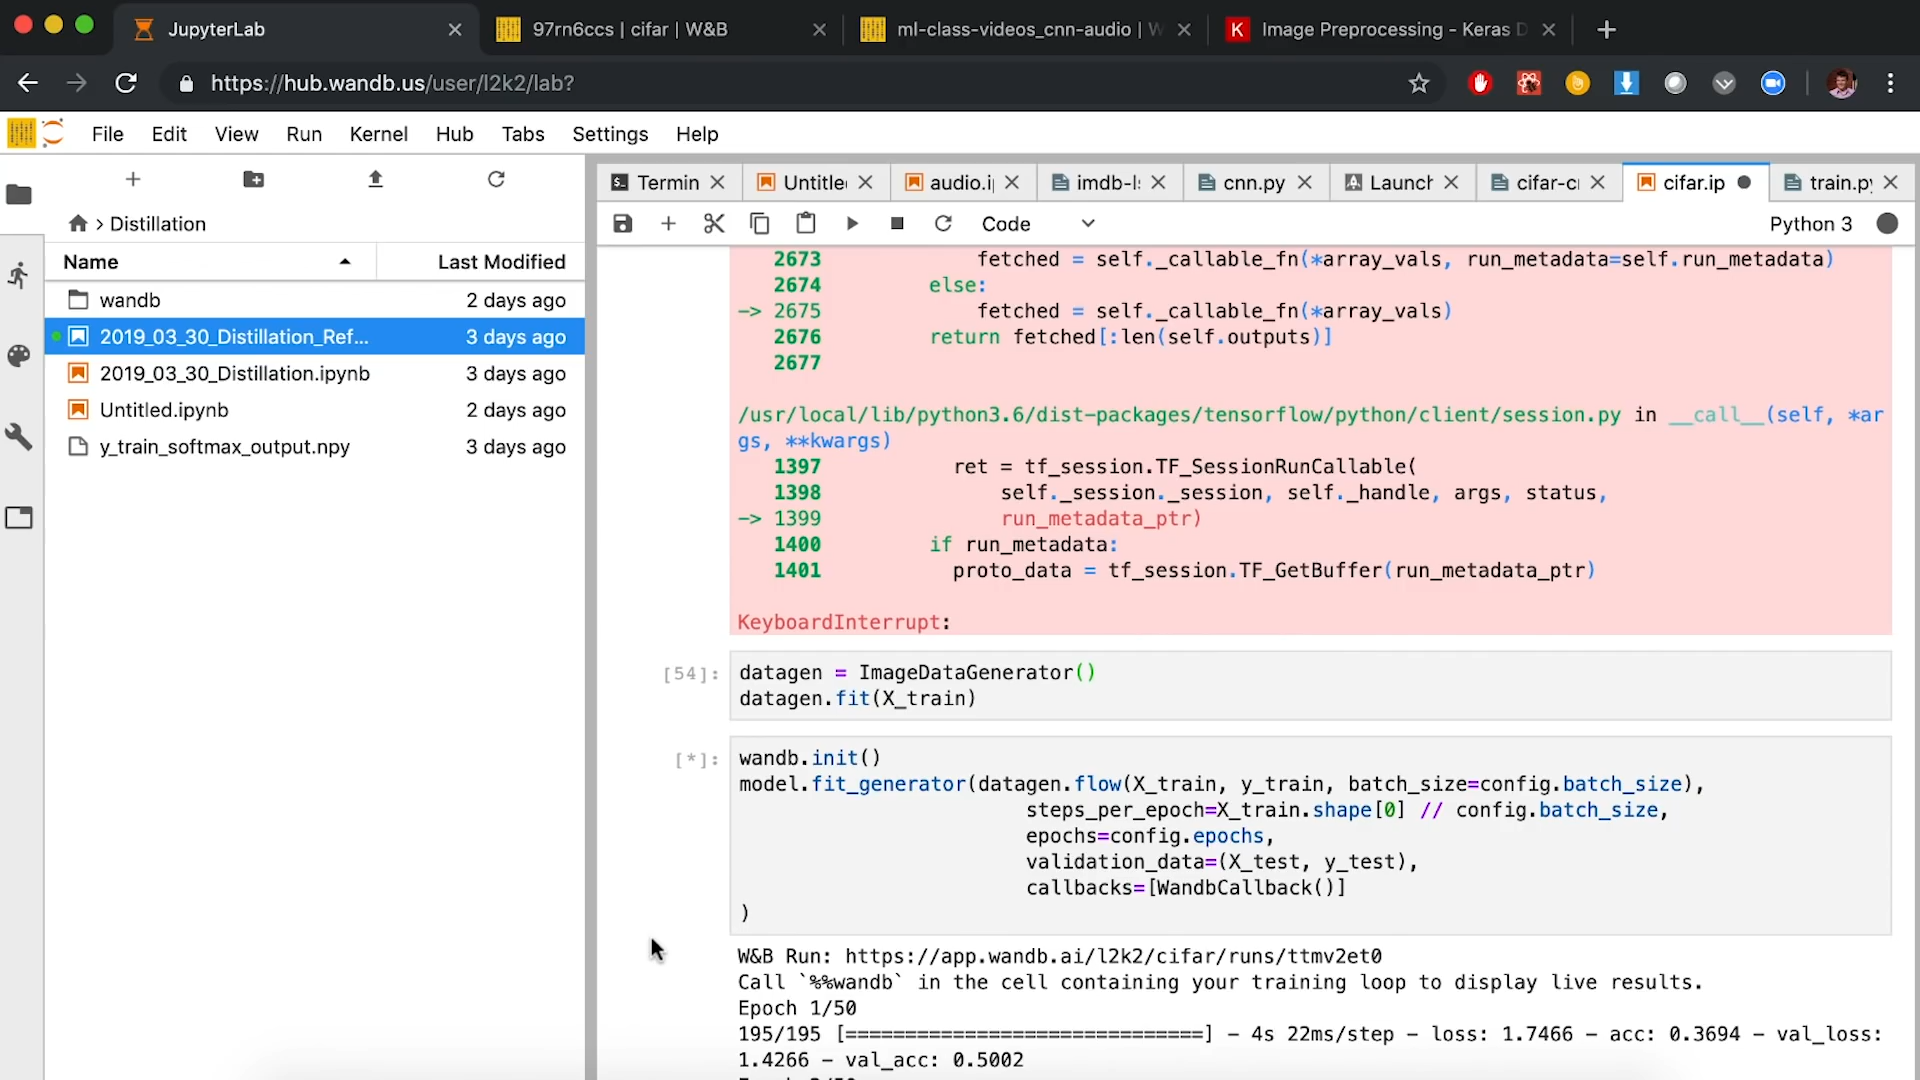 JupyterLab
97rn6ccs | cifar | W&B
ml-class-videos_cnn-audio | W
K Image Preprocessing - Keras D
https://hub.wandb.us/user/l2k2/lab?
File Edit View Run Kernel Hub Tabs Settings Help
Termin
Untitle
audio.i
imdb-l
cnn.py
Launch
cifar-c
cifar.ip
train.py
> Distillation
Code
Python 3
Name Last Modified
wandb 2 days ago
2019_03_30_Distillation_Ref... 3 days ago
2019_03_30_Distillation.ipynb 3 days ago
Untitled.ipynb 2 days ago
y_train_softmax_output.npy 3 days ago
2673 fetched = self._callable_fn(*array_vals, run_metadata=self.run_metadata)
2674 else:
-> 2675 fetched = self._callable_fn(*array_vals)
2676 return fetched[:len(self.outputs)]
2677
/usr/local/lib/python3.6/dist-packages/tensorflow/python/client/session.py in __call__(self, *ar
gs, **kwargs)
1397 ret = tf_session.TF_SessionRunCallable(
1398 self._session._session, self._handle, args, status,
-> 1399 run_metadata_ptr)
1400 if run_metadata:
1401 proto_data = tf_session.TF_GetBuffer(run_metadata_ptr)
KeyboardInterrupt:
[54]: datagen = ImageDataGenerator()
datagen.fit(X_train)
[*]: wandb.init()
model.fit_generator(datagen.flow(X_train, y_train, batch_size=config.batch_size),
steps_per_epoch=X_train.shape[0] // config.batch_size,
epochs=config.epochs,
validation_data=(X_test, y_test),
callbacks=[WandbCallback()]
)
W&B Run: https://app.wandb.ai/l2k2/cifar/runs/ttmv2et0
Call `%%wandb` in the cell containing your training loop to display live results.
Epoch 1/50
195/195 [==============================] - 4s 22ms/step - loss: 1.7466 - acc: 0.3694 - val_loss:
1.4266 - val_acc: 0.5002